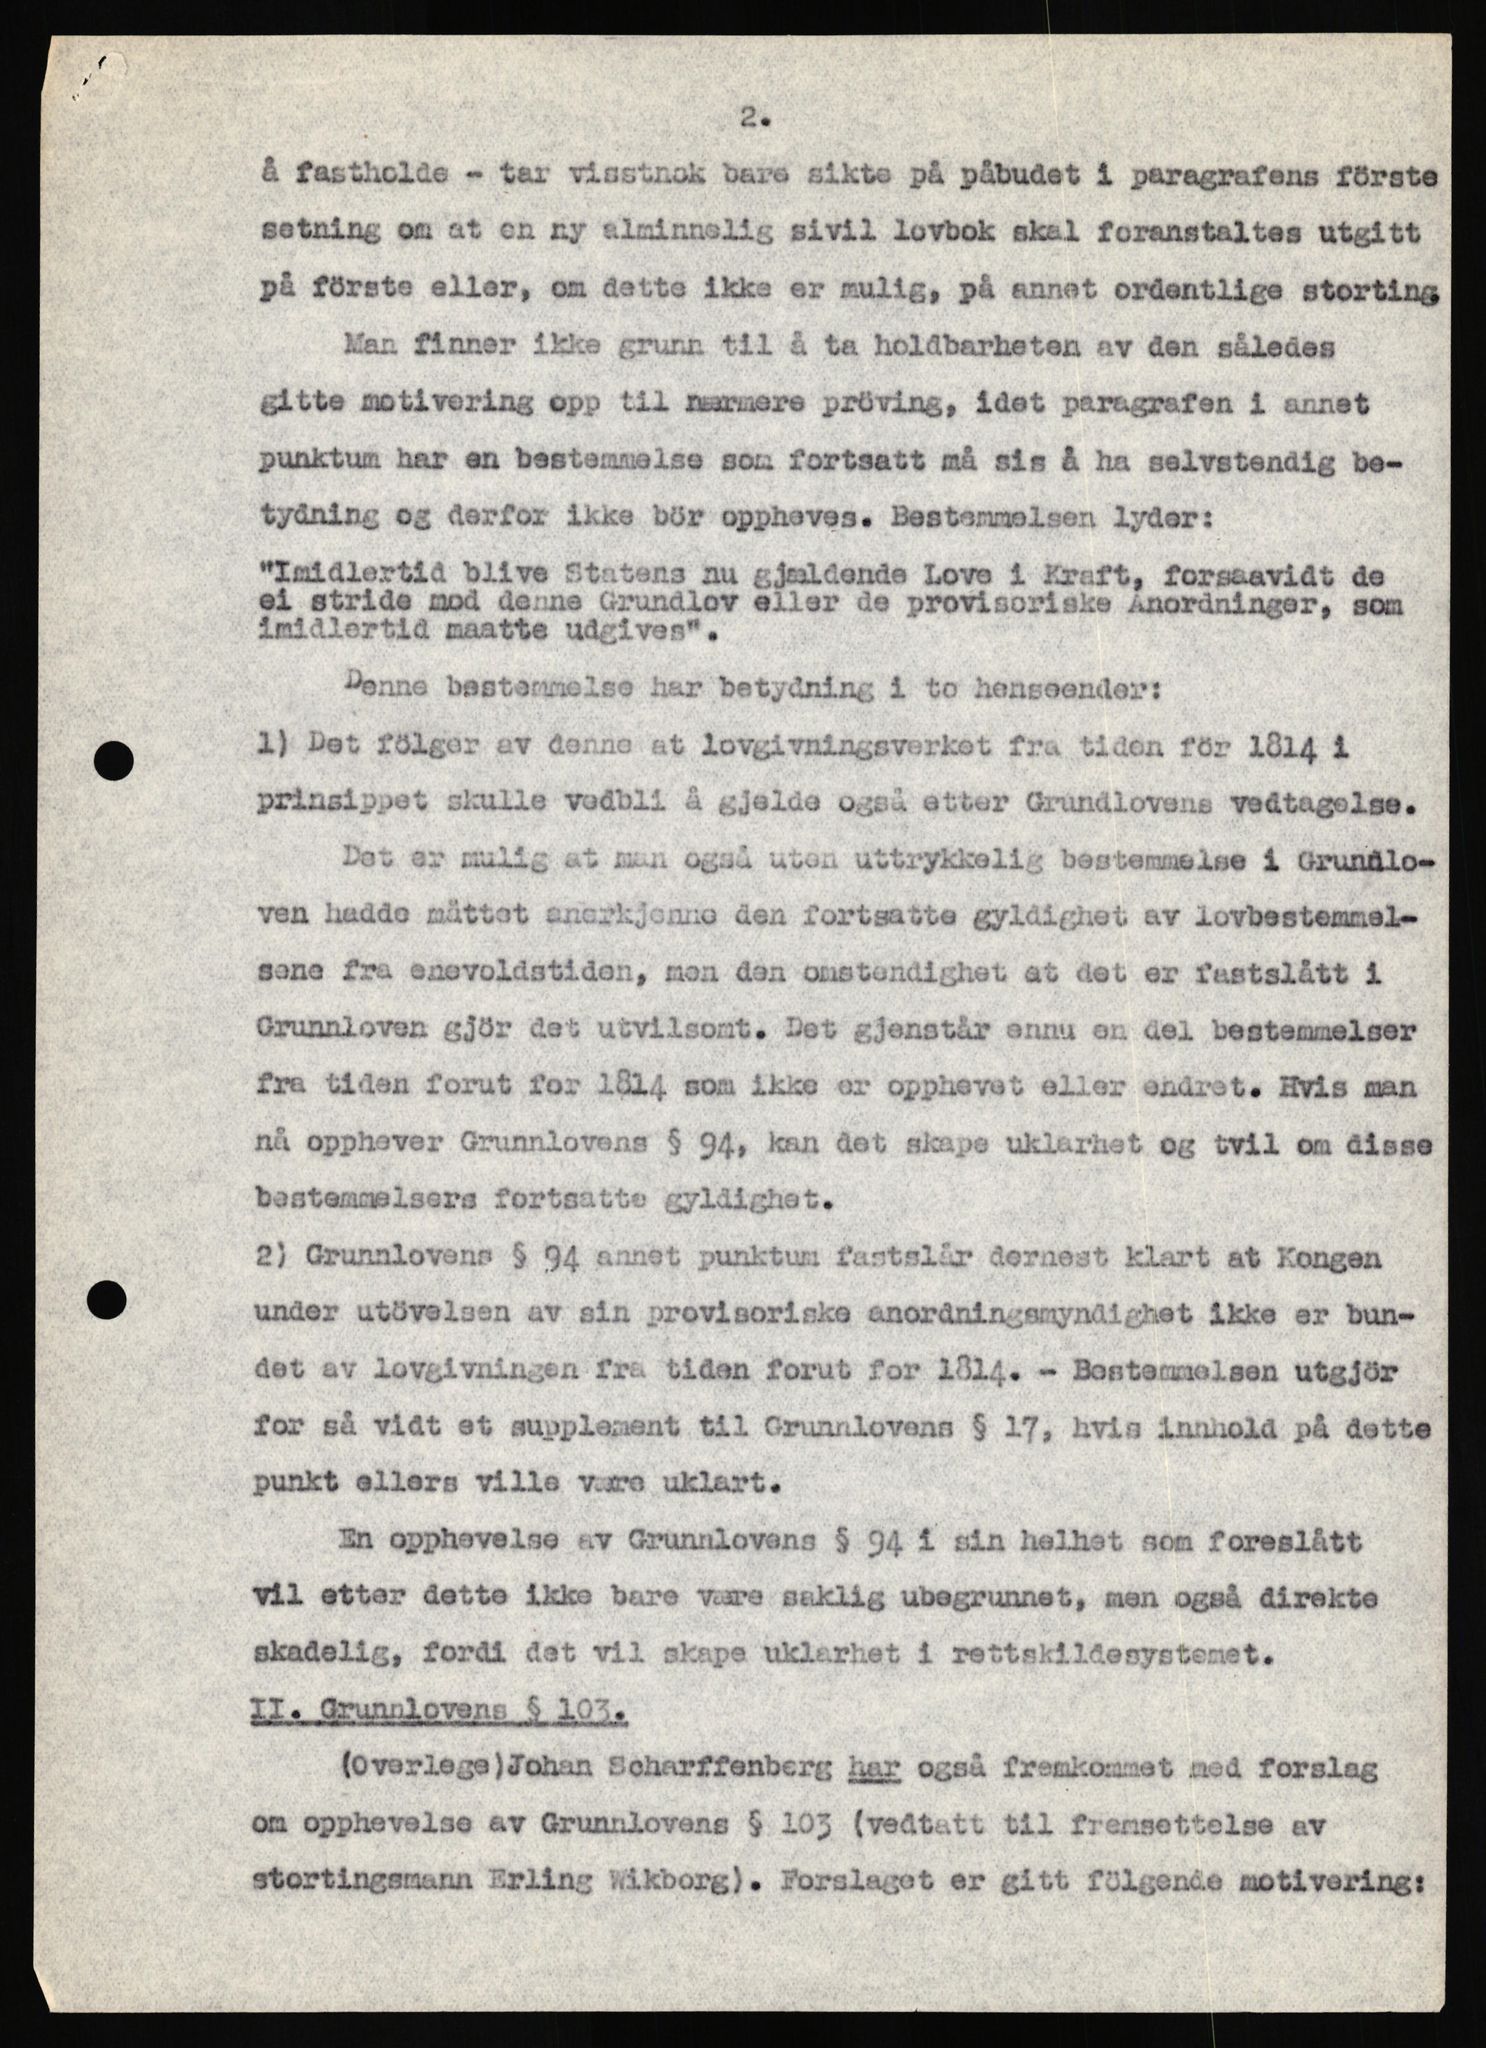 2.
å fastholde - tar visstnok bare sikte på påbudet i paragrafens förste
setning om at en ny alminnelig sivil lovbok skal foranstaltes utgitt
på förste eller, om dette ikke er mulig, på annet ordentlige storting.
Man finner ikke grunn til å ta holdbarheten av den således
gitte motivering opp til nærmere pröving, idet paragrafen i annet
punktum har en bestemmelse som fortsatt må sis å ha selvstendig be-
tydning og derfor ikke bör oppheves. Bestemmelsen lyder:
"Imidlertid blive Statens nu gjældende Love i Kraft, forsaavidt de
ei stride mod denne Grundlov eller de provisoriske Anordninger, som
imidlertid maatte udgives".
Denne bestemmelse har betydning i to henseender:
1) Det fölger av denne at lovgivningsverket fra tiden för 1814 i
prinsippet skulle vedbli å gjelde også etter Grundlovens vedtagelse.
Det er mulig at man også uten uttrykkelig bestemmelse i Grundlo-
ven hadde måttet anerkjenne den fortsatte gyldighet av lovbestemmel-
sene fra enevoldstiden, men den omstendighet at det er fastslått i
Grunnloven gjör det utvilsomt. Det gjenstår ennu en del bestemmelser
fra tiden forut for 1814 som ikke er opphevet eller endret. Hvis man
nå opphever Grunnlovens § 94, kan det skape uklarhet og tvil om disse
bestemmelsers fortsatte gyldighet.
2) Grunnlovens § 94 annet punktum fastslår dernest klart at Kongen
under utövelsen av sin provisoriske anordningsmyndighet ikke er bun-
det av lovgivningen fra tiden forut for 1814. - Bestemmelsen utgjör
for så vidt et supplement til Grunnlovens § 17, hvis innhold på dette
punkt ellers ville være uklart.
En opphevelse av Grunnlovens § 94 i sin helhet som foreslått
vil etter dette ikke bare være saklig ubegrunnet, men også direkte
skadelig, fordi det vil skape uklarhet i rettskildesystemet.
II. Grunnlovens § 103.
(Overlege)Johan Scharffenberg har også fremkommet med forslag
om opphevelse av Grunnlovens § 103 (vedtatt til fremsettelse av
stortingsmann Erling Wikborg). Forslaget er gitt fölgende motivering: